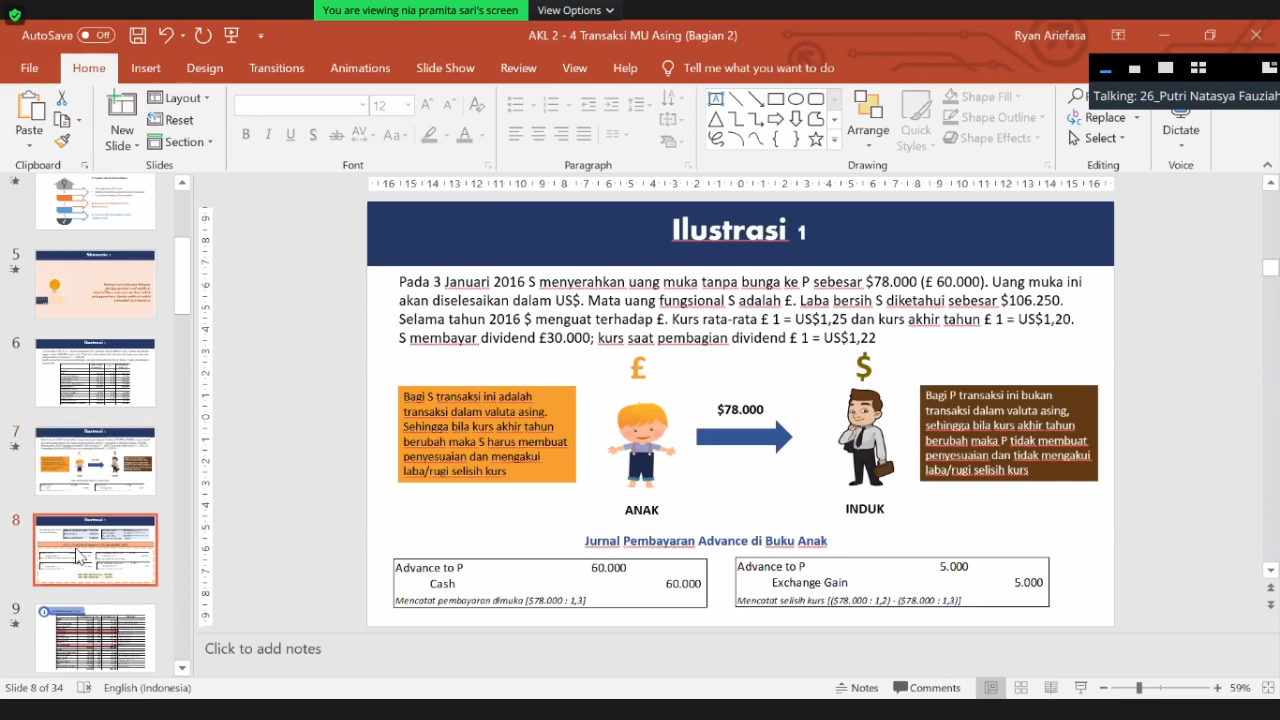 You are viewing nia pramita sari's screen
View Options
AutoSave
Off
AKL 2 - 4 Transaksi MU Asing (Bagian 2)
Ryan Ariefasa
File
Home
Insert
Design
Transitions
Animations
Slide Show
Review
View
Help
Tell me what you want to do
Talking: 26_Putri Natasya Fauziah
Paste
New
Slide
Layout
Reset
Section
12
Arrange
Quick
Styles
Shape Fill
Shape Outline
Shape Effects
Replace
Select
Dictate
Clipboard
Slides
Font
Paragraph
Drawing
Editing
Voice
5
6
7
8
9
Ilustrasi 1
Pada 3 Januari 2016 S menyerahkan uang muka tanpa bunga ke P sebesar $78.000 (£ 60.000). Uang muka ini
akan diselesaikan dalam US$. Mata uang fungsional S adalah £. Laba bersih S diketahui sebesar $106.250.
Selama tahun 2016 $ menguat terhadap £. Kurs rata-rata £ 1 = US$1,25 dan kurs akhir tahun £ 1 = US$1,20.
S membayar dividend £30.000; kurs saat pembagian dividend £ 1 = US$1,22
£
$
Bagi S transaksi ini adalah
transaksi dalam valuta asing.
Sehingga bila kurs akhir tahun
berubah maka S harus membuat
penyesuaian dan mengakui
laba/rugi selisih kurs
$78.000
Bagi P transaksi ini bukan
transaksi dalam valuta asing,
sehingga bila kurs akhir tahun
berubah maka P tidak membuat
penyesuaian dan tidak mengakui
laba/rugi selisih kurs
ANAK
INDUK
Jurnal Pembayaran Advance di Buku Anak
Advance to P 60.000
Cash 60.000
Mencatat pembayaran dimuka [$78.000 : 1,3]
Advance to P 5.000
Exchange Gain 5.000
Mencatat selisih kurs [($78.000 : 1,2) - ($78.000 : 1,3)]
Click to add notes
Slide 8 of 34
English (Indonesia)
Notes
Comments
59%